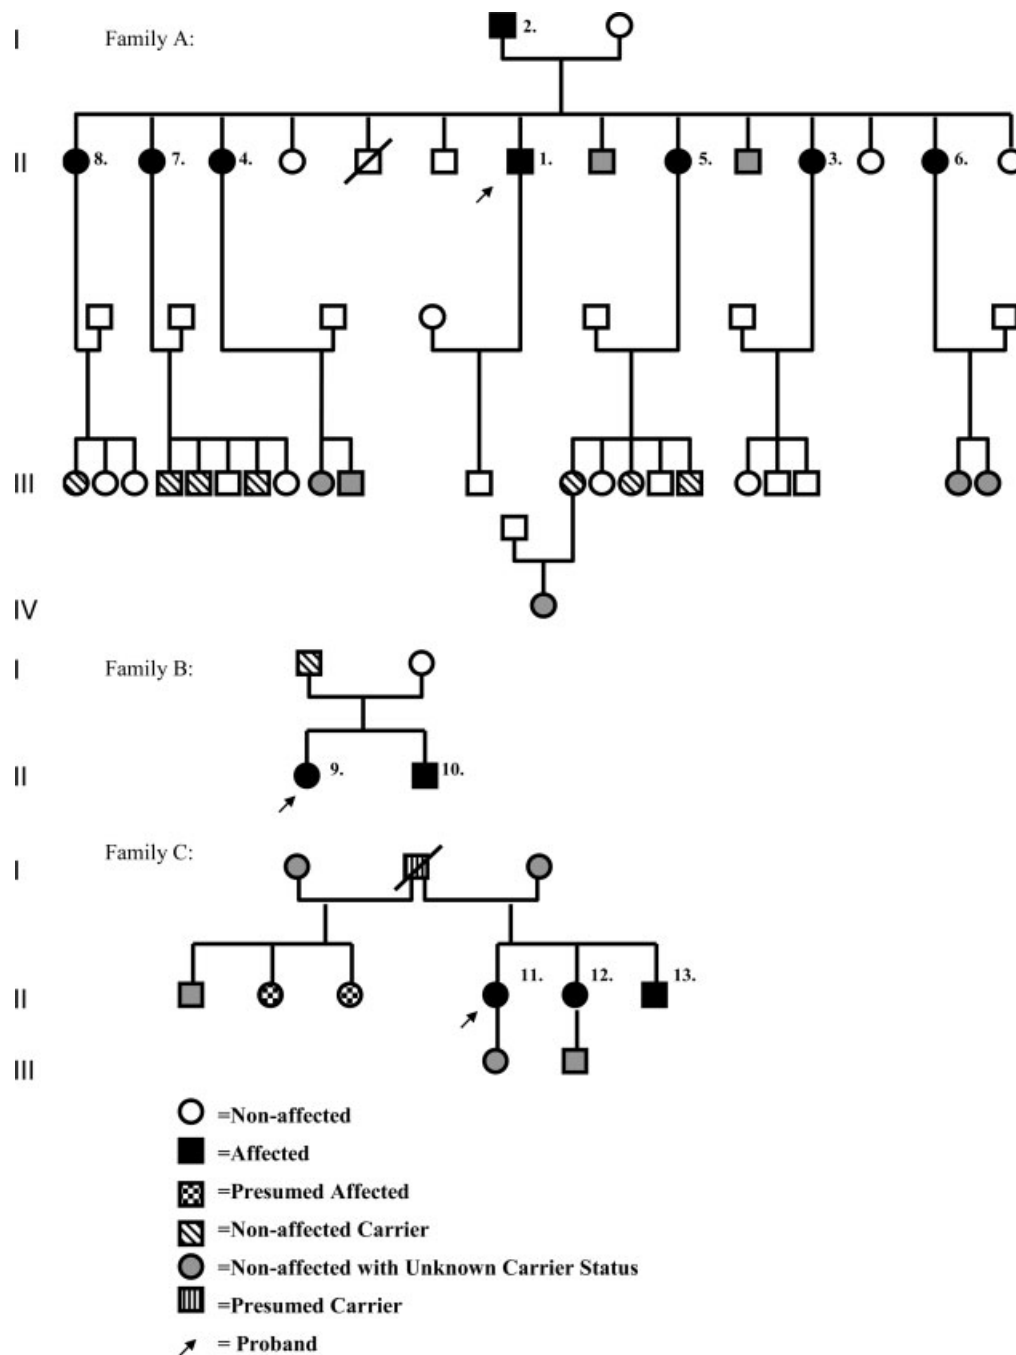 I Family A: 2.
II 8. 7. 4. 1. 5. 3. 6.
III
IV
I Family B:
II 9. 10.
Family C:
I
11. 12. 13.
II
III
=Non-affected
=Affected
=Presumed Affected
=Non-affected Carrier
=Non-affected with Unknown Carrier Status
=Presumed Carrier
= Proband